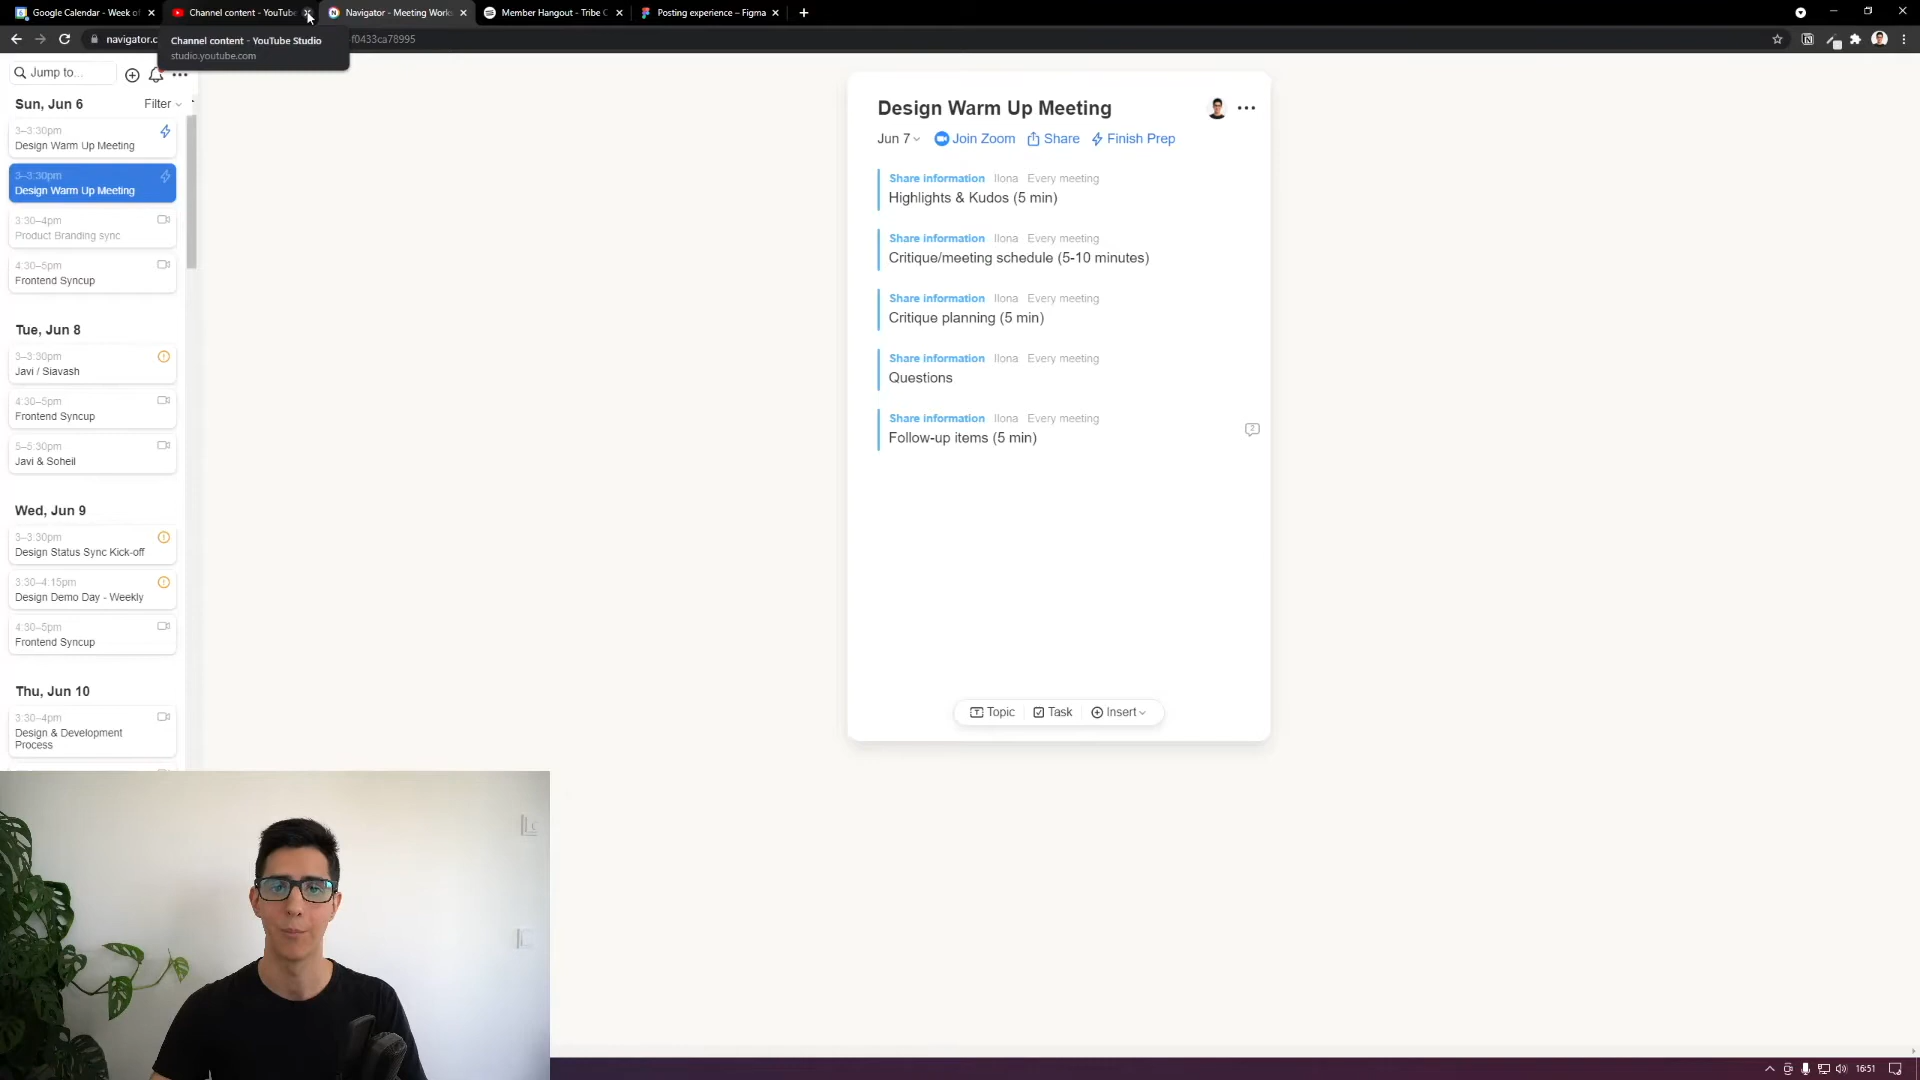 Google Calendar - Week of
Channel content - YouTube
Navigator - Meeting Works
Member Hangout - Tribe C
Posting experience – Figma
navigator.c
f0433ca78995
Channel content - YouTube Studio
studio.youtube.com
Jump to...
Sun, Jun 6
Filter
3–3:30pm
Design Warm Up Meeting
3–3:30pm
Design Warm Up Meeting
3:30–4pm
Product Branding sync
4:30–5pm
Frontend Syncup
Tue, Jun 8
3–3:30pm
Javi / Siavash
4:30–5pm
Frontend Syncup
5–5:30pm
Javi & Soheil
Wed, Jun 9
3–3:30pm
Design Status Sync Kick-off
3:30–4:15pm
Design Demo Day - Weekly
4:30–5pm
Frontend Syncup
Thu, Jun 10
3:30–4pm
Design & Development
Process
Design Warm Up Meeting
Jun 7
Join Zoom
Share
Finish Prep
Share information Ilona Every meeting
Highlights & Kudos (5 min)
Share information Ilona Every meeting
Critique/meeting schedule (5-10 minutes)
Share information Ilona Every meeting
Critique planning (5 min)
Share information Ilona Every meeting
Questions
Share information Ilona Every meeting
Follow-up items (5 min)
2
Topic
Task
Insert
16:51